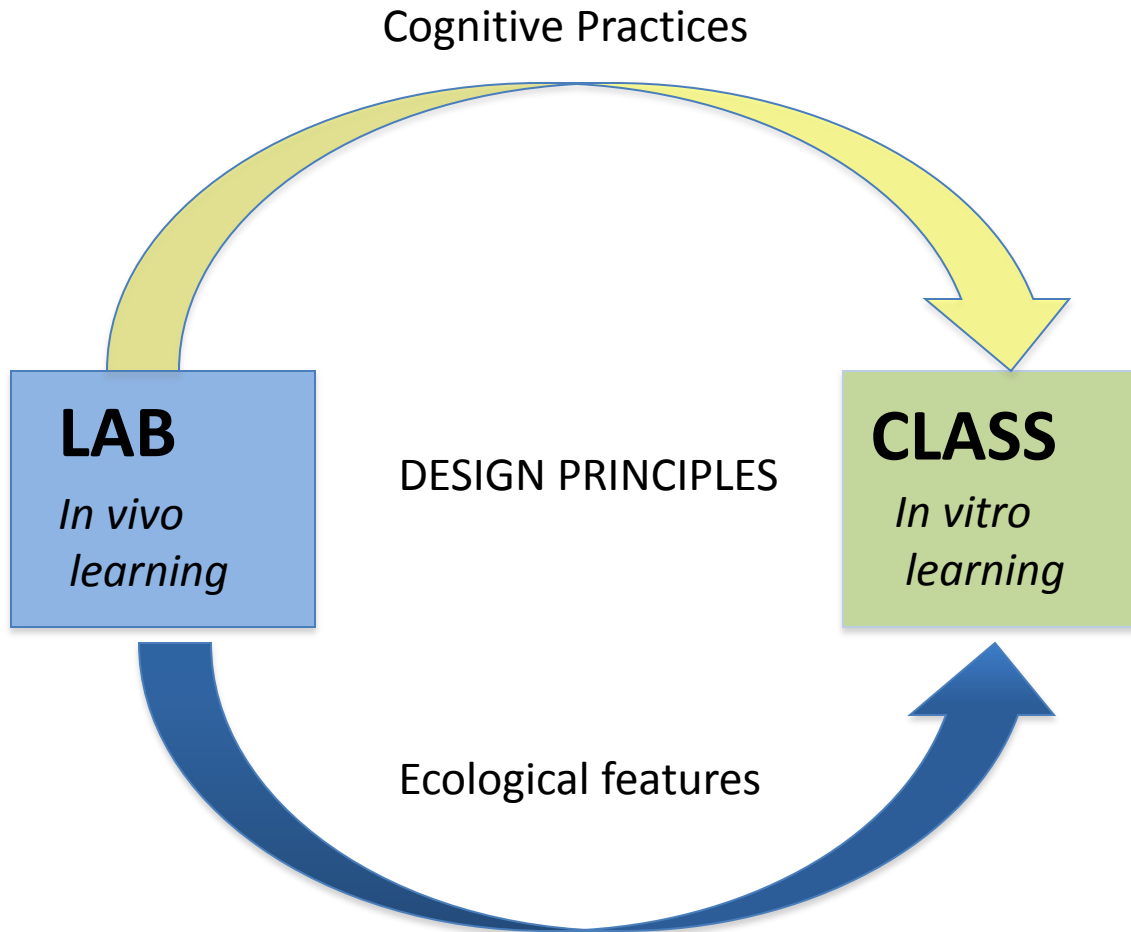 Cognitive Practices
LAB
In vivo
learning
DESIGN PRINCIPLES
CLASS
In vitro
learning
Ecological features